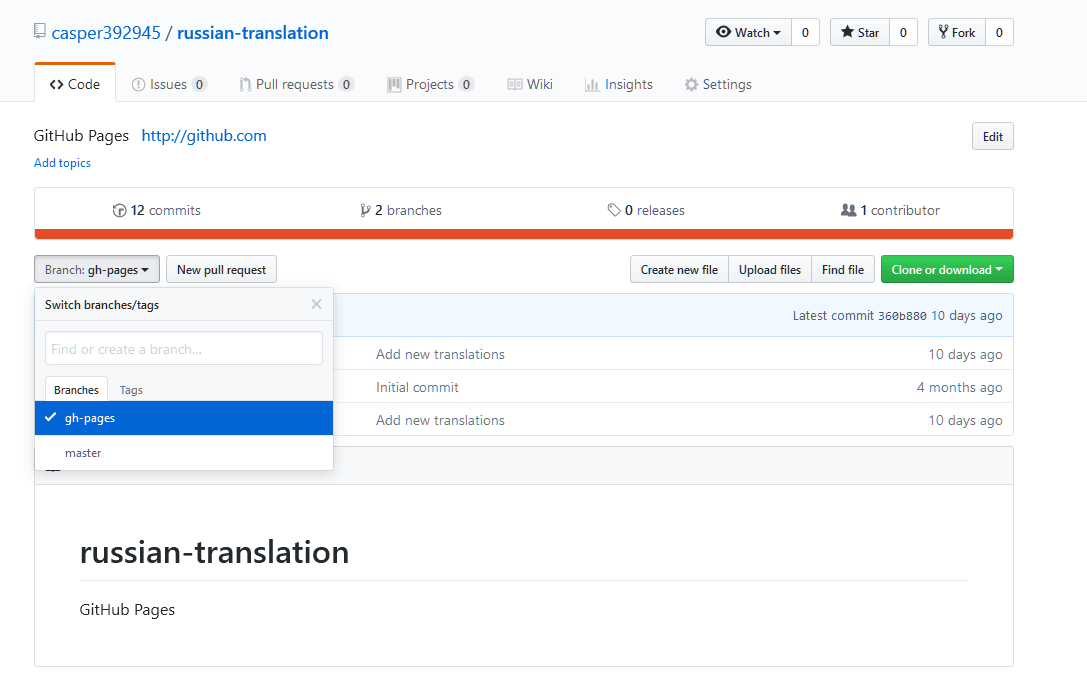 casper392945 / russian-translation Watch 0 Star 0 Fork 0
Code Issues 0 Pull requests 0 Projects 0 Wiki Insights Settings
GitHub Pages http://github.com Edit
Add topics
12 commits 2 branches 0 releases 1 contributor
Branch: gh-pages New pull request Create new file Upload files Find file Clone or download
Switch branches/tags
Latest commit 360b880 10 days ago
Find or create a branch...
Add new translations 10 days ago
Branches Tags
Initial commit 4 months ago
gh-pages
Add new translations 10 days ago
master
russian-translation
GitHub Pages